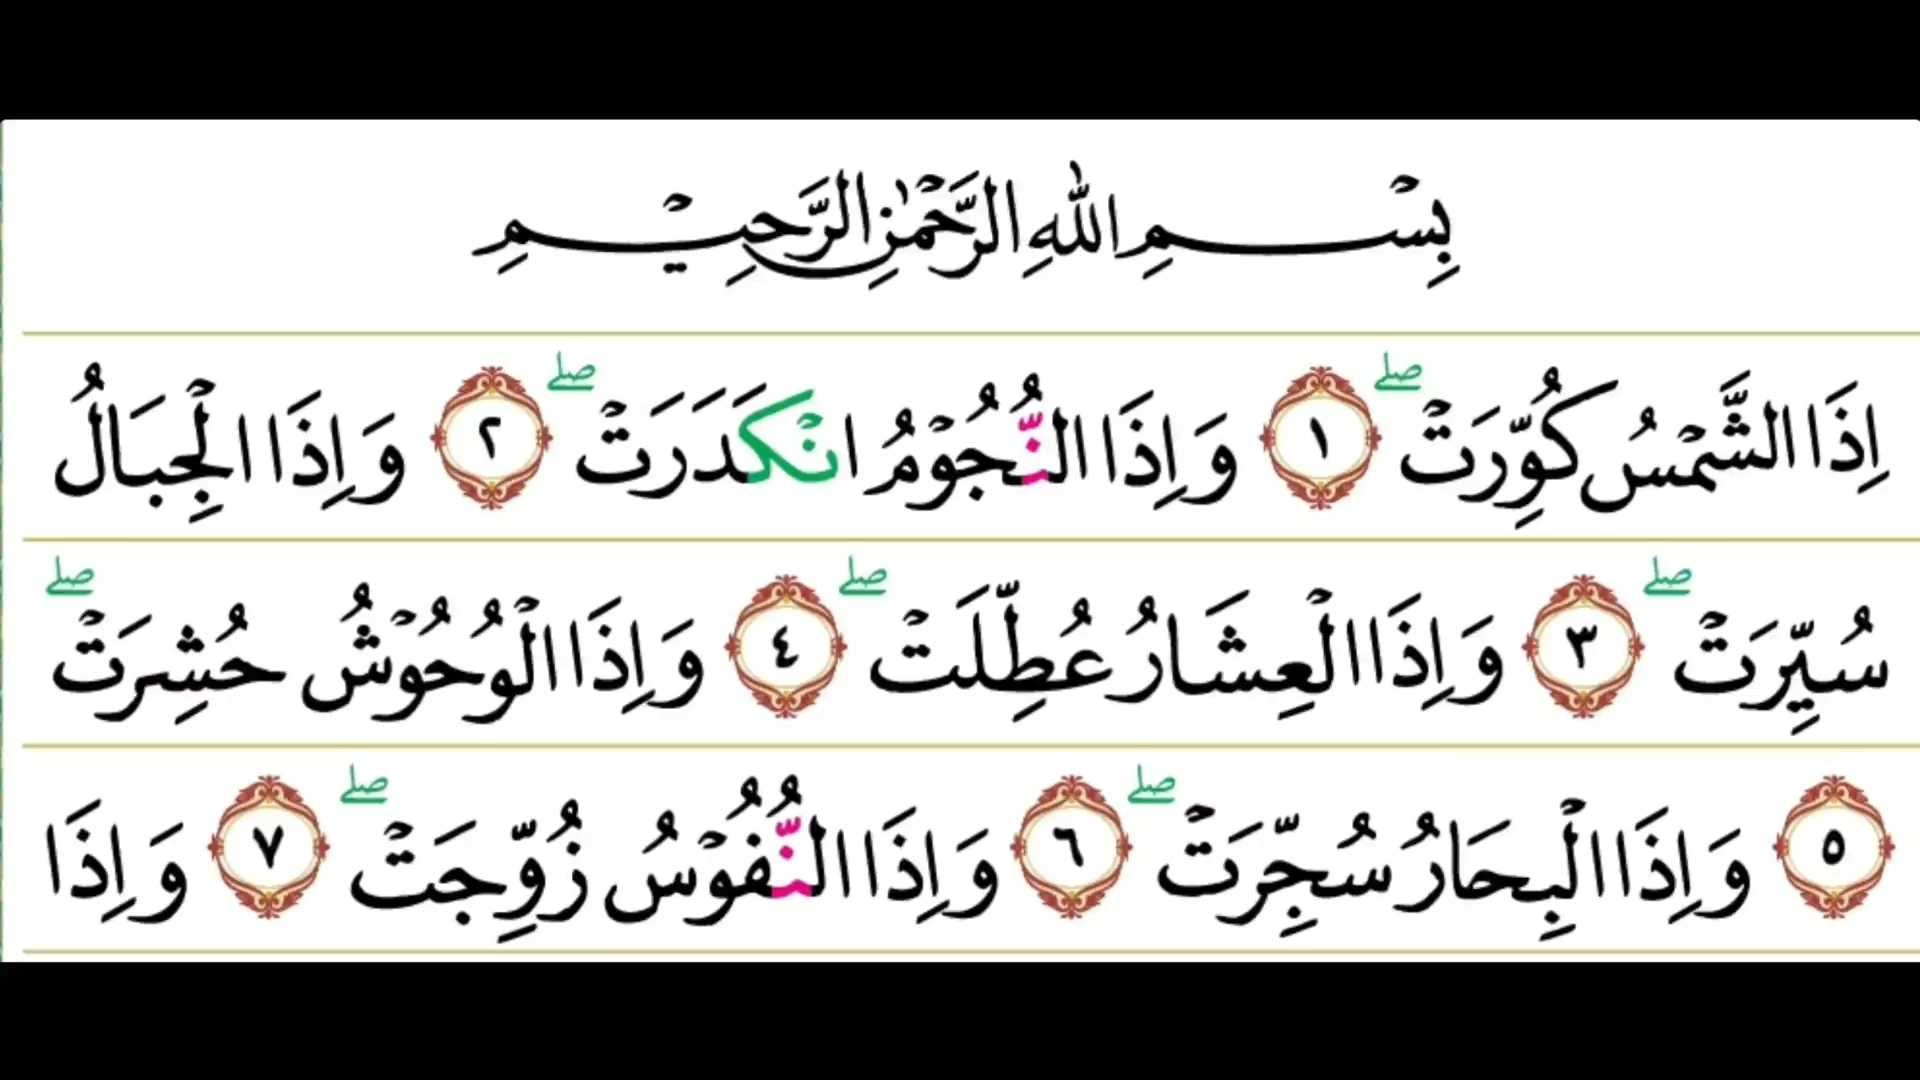 بِسْمِ اللّٰهِ الرَّحْمٰنِ الرَّحِيْمِ
اِذَا الشَّمْسُ كُوِّرَتْ ۖ ١ وَاِذَا النُّجُوْمُ انْكَدَرَتْ ۖ ٢ وَاِذَا الْجِبَالُ
سُيِّرَتْ ۖ ٣ وَاِذَا الْعِشَارُ عُطِّلَتْ ۖ ٤ وَاِذَا الْوُحُوْشُ حُشِرَتْ ۖ
٥ وَاِذَا الْبِحَارُ سُجِّرَتْ ۖ ٦ وَاِذَا النُّفُوْسُ زُوِّجَتْ ۖ ٧ وَاِذَا